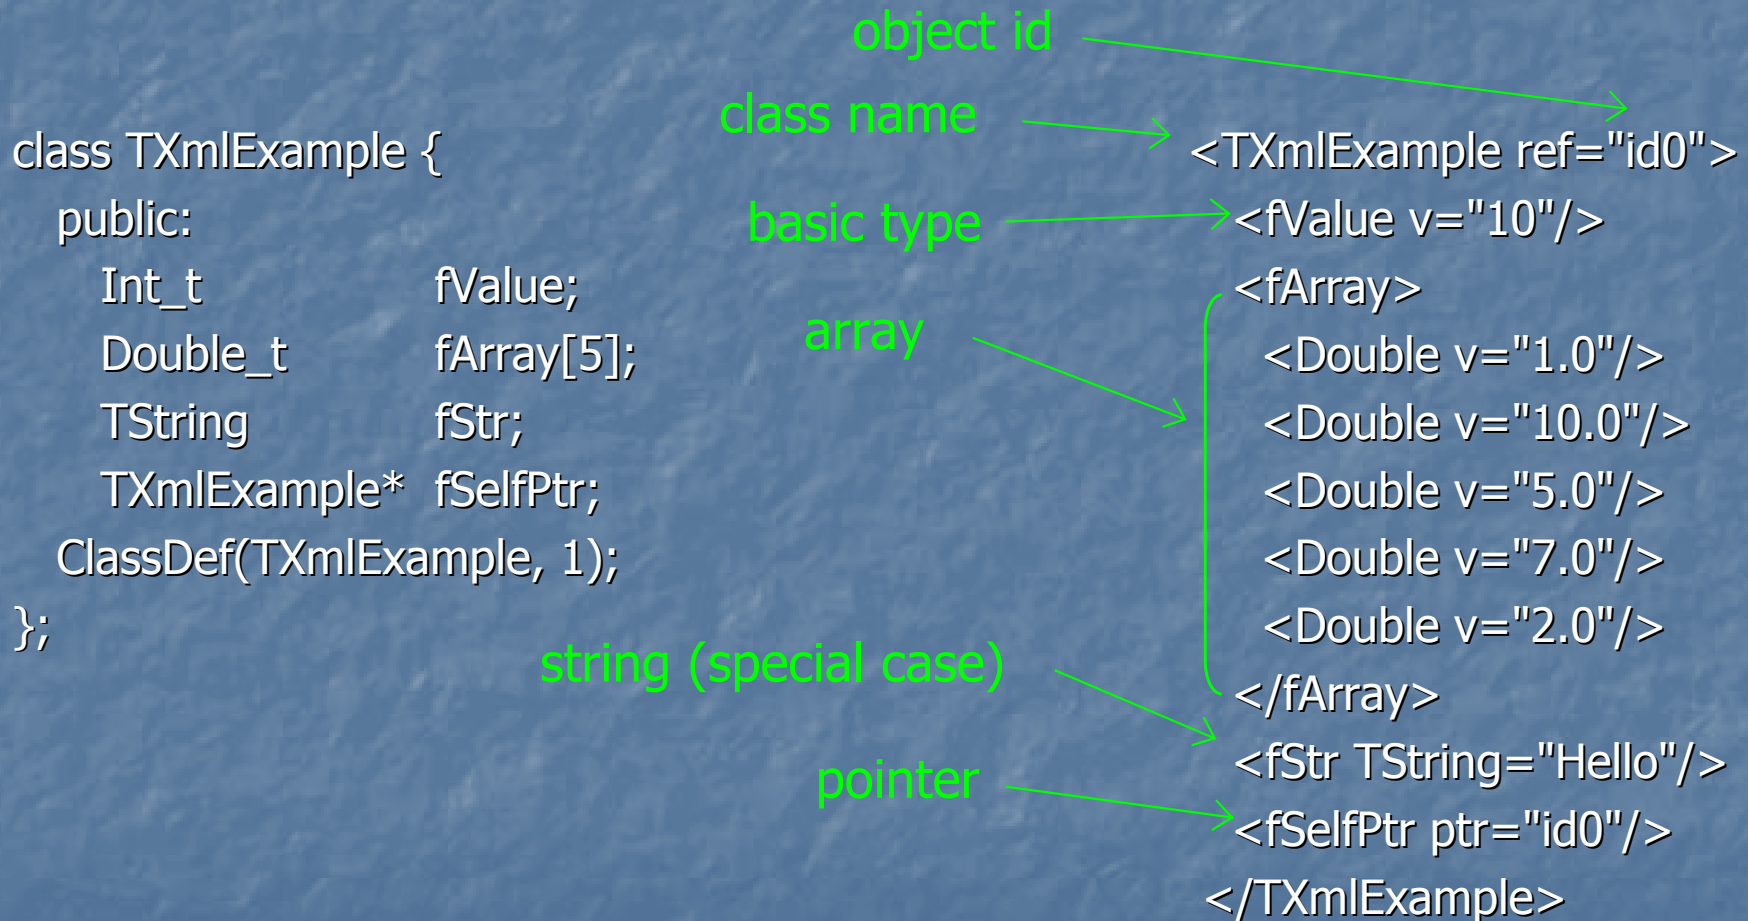 class TXmlExample {
public:
Int_t fValue;
Double_t fArray[5];
TString fStr;
TXmlExample* fSelfPtr;
ClassDef(TXmlExample, 1);
};
object id
class name
basic type
array
string (special case)
pointer
<TXmlExample ref="id0">
<fValue v="10"/>
<fArray>
<Double v="1.0"/>
<Double v="10.0"/>
<Double v="5.0"/>
<Double v="7.0"/>
<Double v="2.0"/>
</fArray>
<fStr TString="Hello"/>
<fSelfPtr ptr="id0"/>
</TXmlExample>